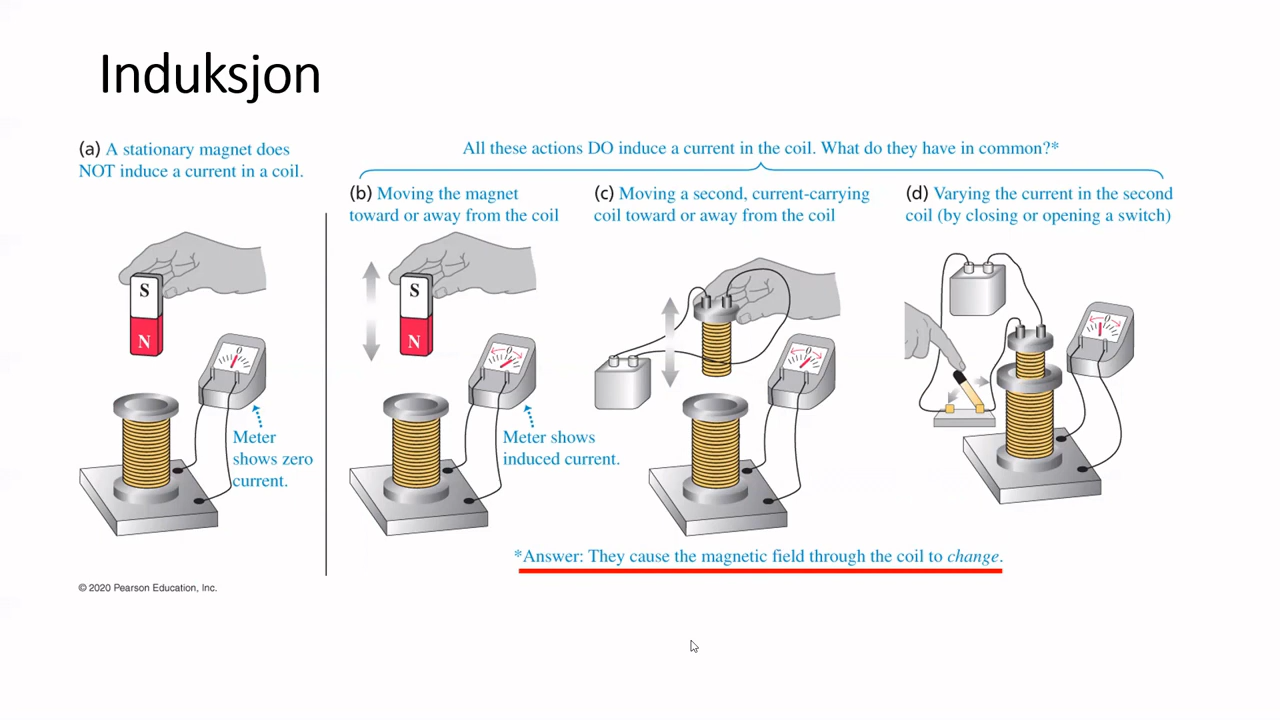 Induksjon
(a) A stationary magnet does
NOT induce a current in a coil.
All these actions DO induce a current in the coil. What do they have in common?*
(b) Moving the magnet
toward or away from the coil
(c) Moving a second, current-carrying
coil toward or away from the coil
(d) Varying the current in the second
coil (by closing or opening a switch)
S
N
0
Meter
shows zero
current.
S
N
0
Meter shows
induced current.
0
0
*Answer: They cause the magnetic field through the coil to change.
© 2020 Pearson Education, Inc.